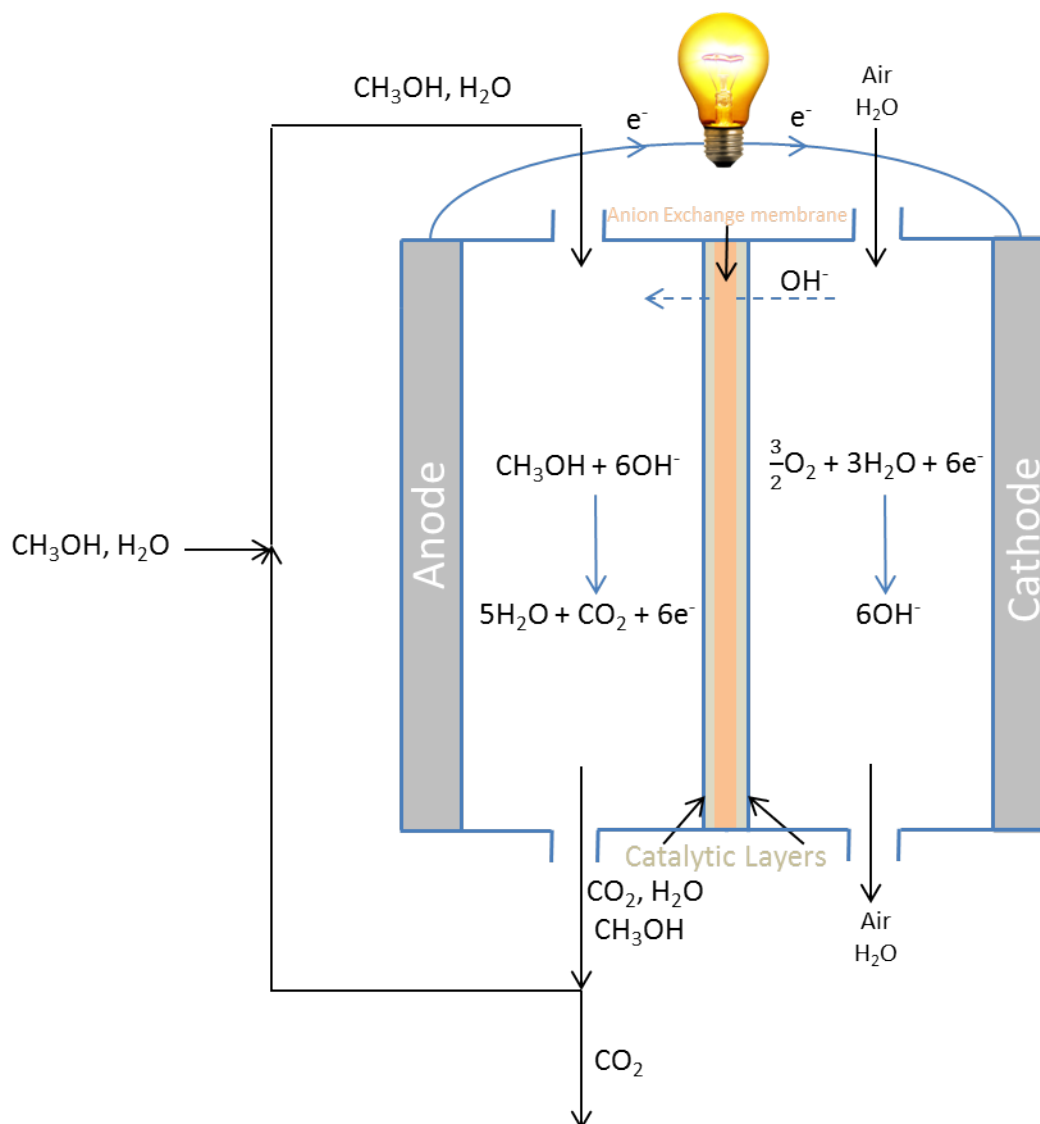 CH₃OH, H₂O
Air
H₂O
e⁻
e⁻
Anion Exchange membrane
OH⁻
CH₃OH + 6OH⁻
3/2O₂ + 3H₂O + 6e⁻
Anode
Cathode
CH₃OH, H₂O
5H₂O + CO₂ + 6e⁻
6OH⁻
Catalytic Layers
CO₂, H₂O
CH₃OH
Air
H₂O
CO₂